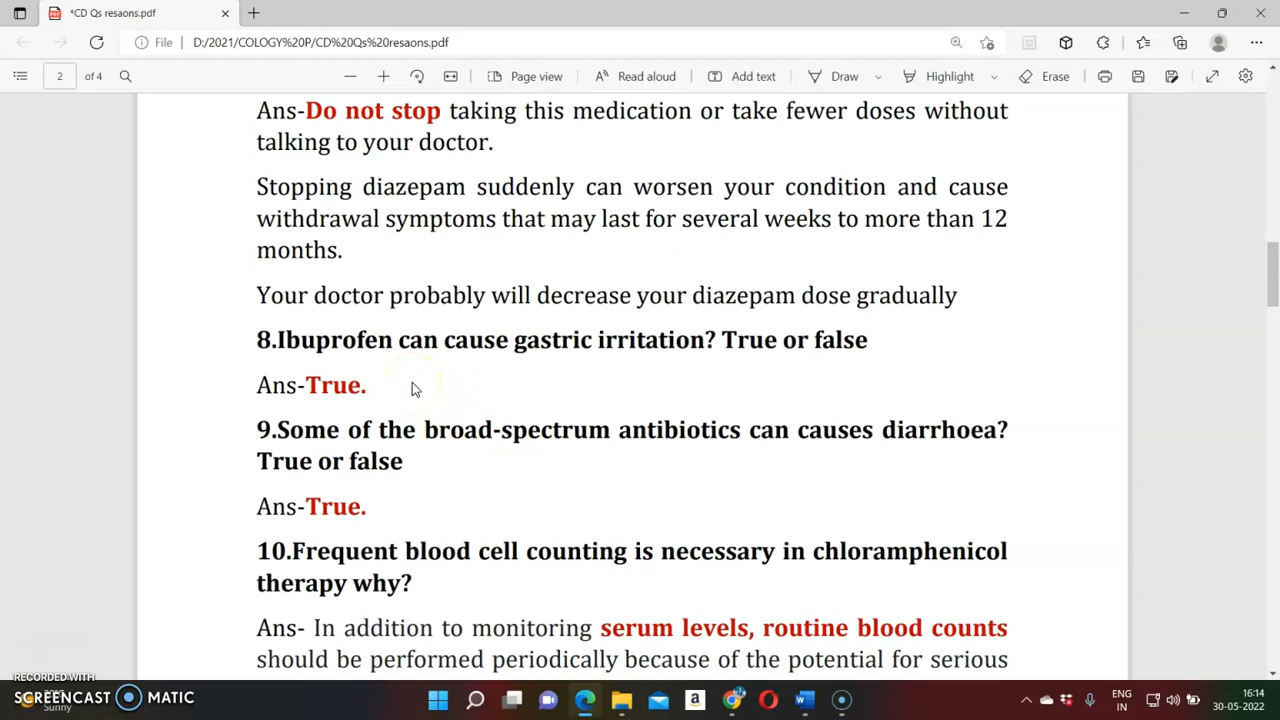 *CD Qs resaons.pdf
File
D:/2021/COLOGY%20P/CD%20Qs%20resaons.pdf
2 of 4
Page view
Read aloud
Add text
Draw
Highlight
Erase
Ans-Do not stop taking this medication or take fewer doses without
talking to your doctor.
Stopping diazepam suddenly can worsen your condition and cause
withdrawal symptoms that may last for several weeks to more than 12
months.
Your doctor probably will decrease your diazepam dose gradually
8.Ibuprofen can cause gastric irritation? True or false
Ans-True.
9.Some of the broad-spectrum antibiotics can causes diarrhoea?
True or false
Ans-True.
10.Frequent blood cell counting is necessary in chloramphenicol
therapy why?
Ans- In addition to monitoring serum levels, routine blood counts
should be performed periodically because of the potential for serious
RECORDED WITH
SCREENCAST MATIC
Sunny
ENG
IN
16:14
30-05-2022